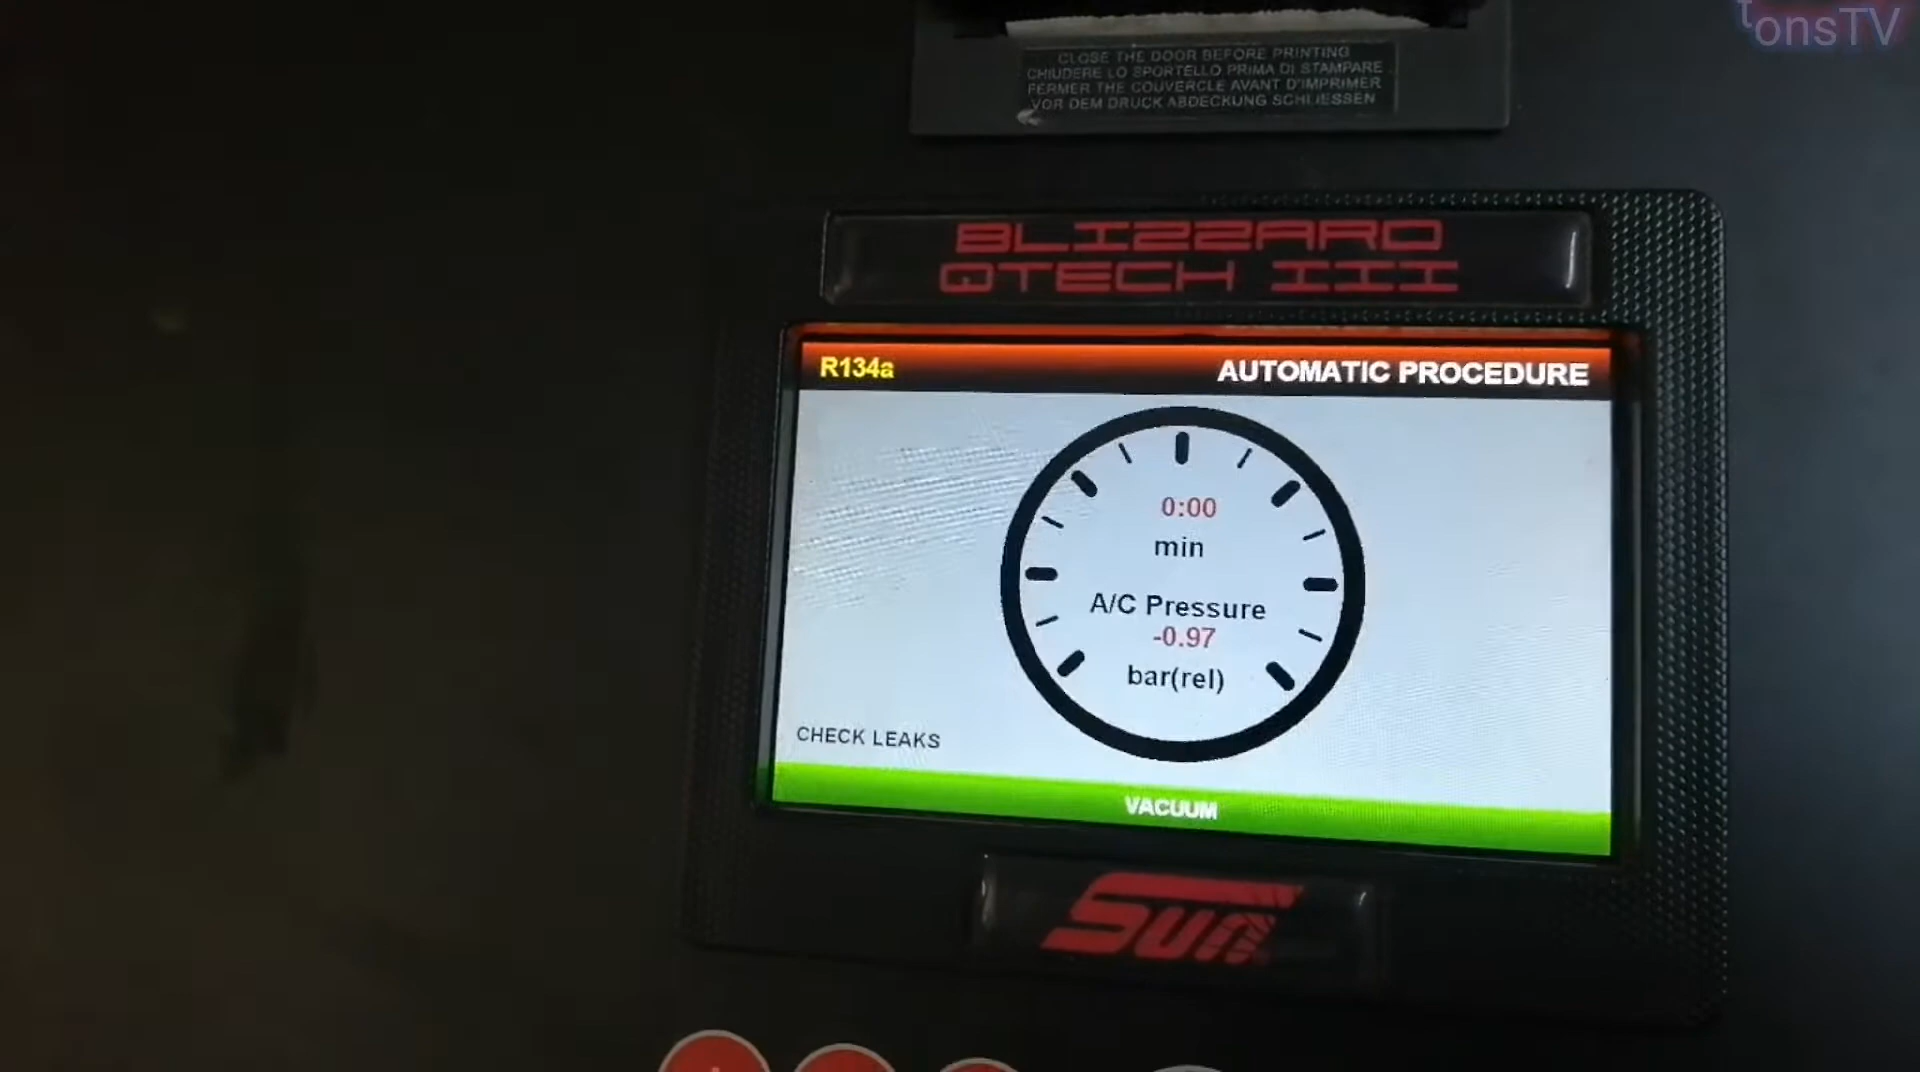 tonsTV
CLOSE THE DOOR BEFORE PRINTING
CHIUDERE LO SPORTELLO PRIMA DI STAMPARE
FERMER THE COUVERCLE AVANT D'IMPRIMER
VOR DEM DRUCK ABDECKUNG SCHLIESSEN
BLIZZARD
QTECH III
R134a
AUTOMATIC PROCEDURE
0:00
min
A/C Pressure
-0.97
bar(rel)
CHECK LEAKS
VACUUM
Sun